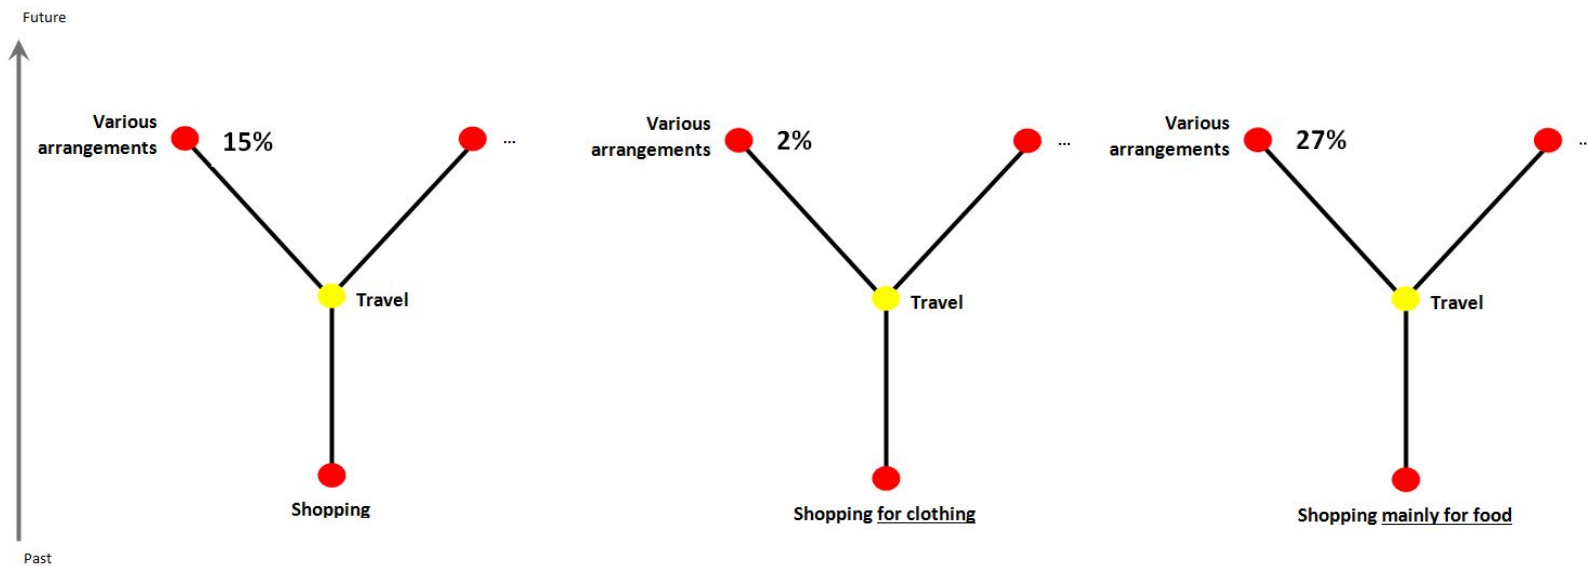 Future
Various
arrangements
15%
...
Travel
Shopping
Various
arrangements
2%
...
Travel
Shopping for clothing
Various
arrangements
27%
..
Travel
Shopping mainly for food
Past